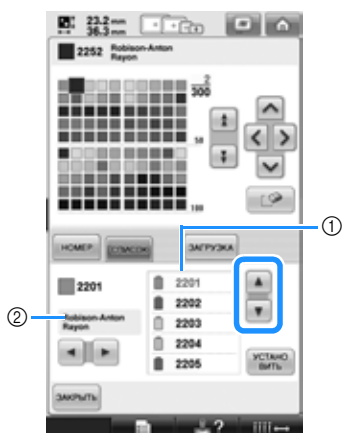 23.2 mm
36.3 mm
2252 Robison-Anton
Rayon
2
300
50
100
НОМЕР СПИСОК ЗАГРУЗКА
①
2201
2201
2202
2203
2204
2205
② Robison-Anton
Rayon
УСТАНО
ВИТЬ
ЗАКРЫТЬ
?